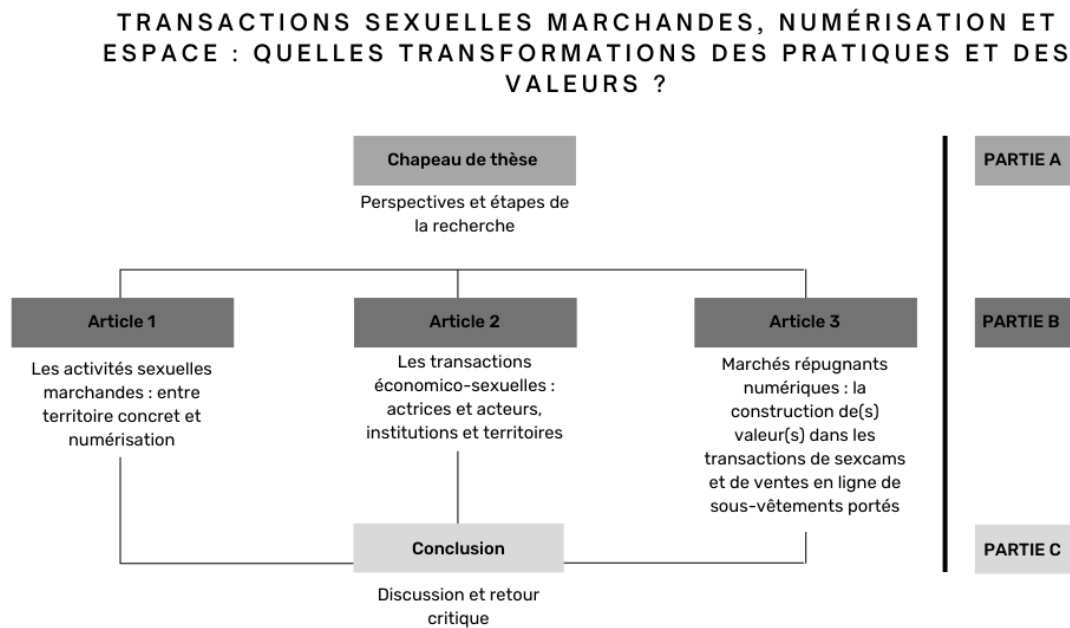 TRANSACTIONS SEXUELLES MARCHANDES, NUMÉRISATION ET
ESPACE : QUELLES TRANSFORMATIONS DES PRATIQUES ET DES
VALEURS ?
Chapeau de thèse
PARTIE A
Perspectives et étapes de
la recherche
Article 1
Article 2
Article 3
PARTIE B
Les activités sexuelles
marchandes : entre
territoire concret et
numérisation
Les transactions
économico-sexuelles :
actrices et acteurs,
institutions et territoires
Marchés répugnants
numériques : la
construction de(s)
valeur(s) dans les
transactions de sexcams
et de ventes en ligne de
sous-vêtements portés
Conclusion
PARTIE C
Discussion et retour
critique